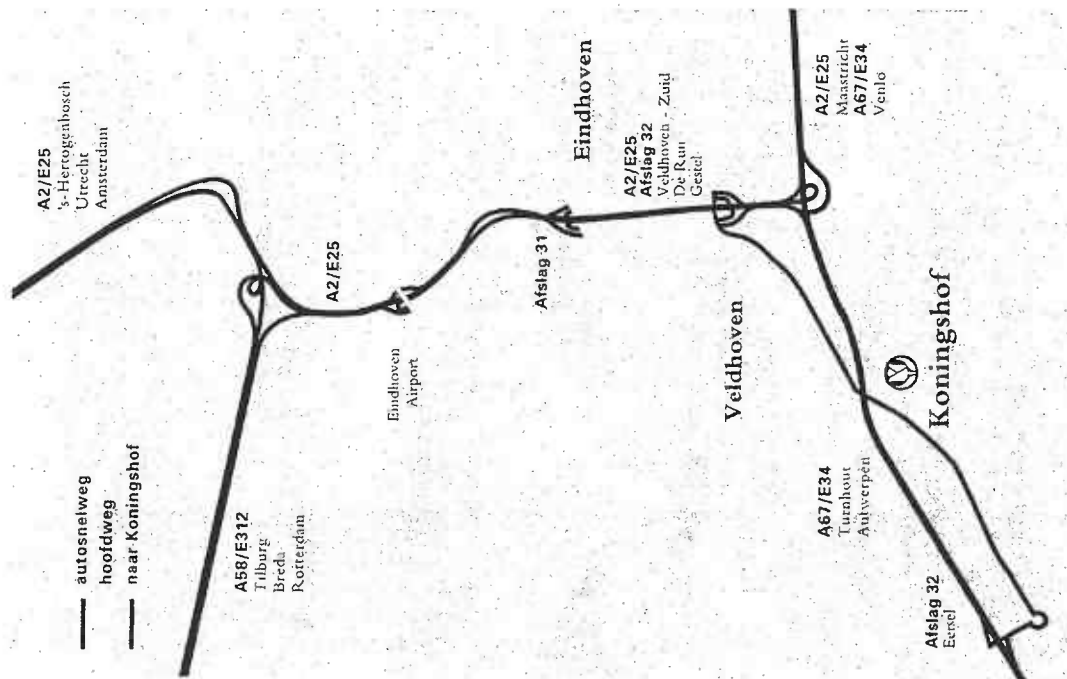 autosnelweg
hoofdweg
naar Koningshof
A2/E25
's-Hertogenbosch
Utrecht
Amsterdam
A58/E312
Tilburg
Breda
Rotterdam
A2/E25
Eindhoven
Airport
Afslag 31
Eindhoven
A2/E25
Afslag 32
Veldhoven - Zuid
De Run
Gestel
Veldhoven
A2/E25
Maastricht
A67/E34
Venlo
Koningshof
A67/E34
Turnhout
Antwerpen
Afslag 32
Eersel